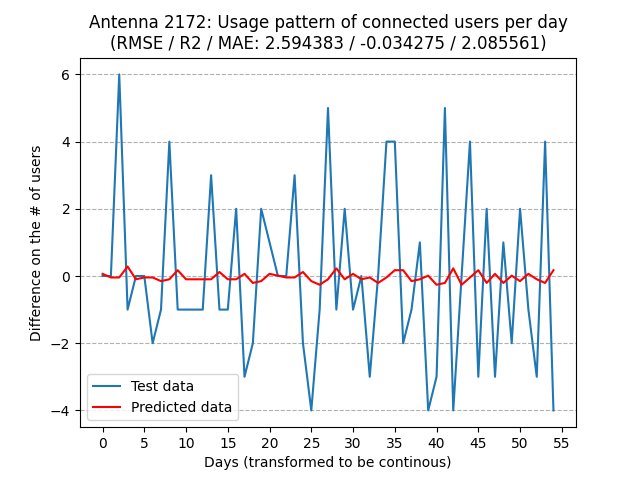 Antenna 2172: Usage pattern of connected users per day
(RMSE / R2 / MAE: 2.594383 / -0.034275 / 2.085561)
Difference on the # of users
6
4
2
0
−2
−4
Test data
Predicted data
0 5 10 15 20 25 30 35 40 45 50 55
Days (transformed to be continous)